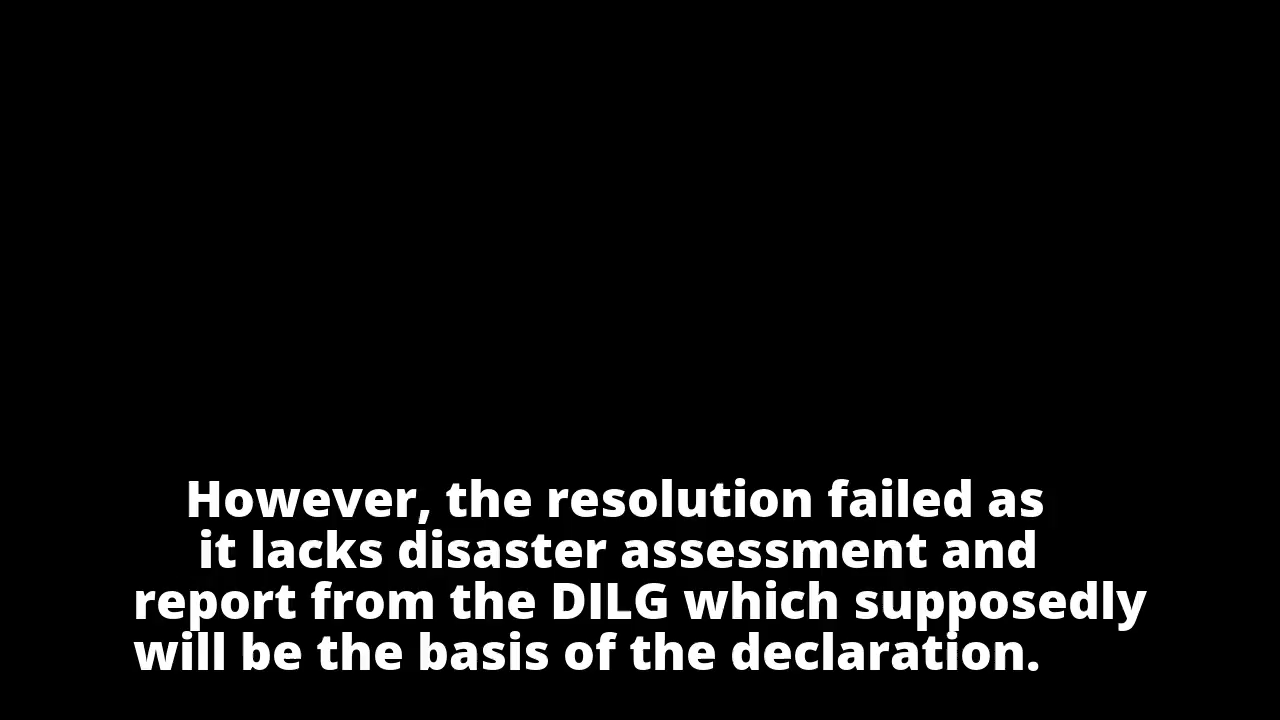 However, the resolution failed as
it lacks disaster assessment and
report from the DILG which supposedly
will be the basis of the declaration.